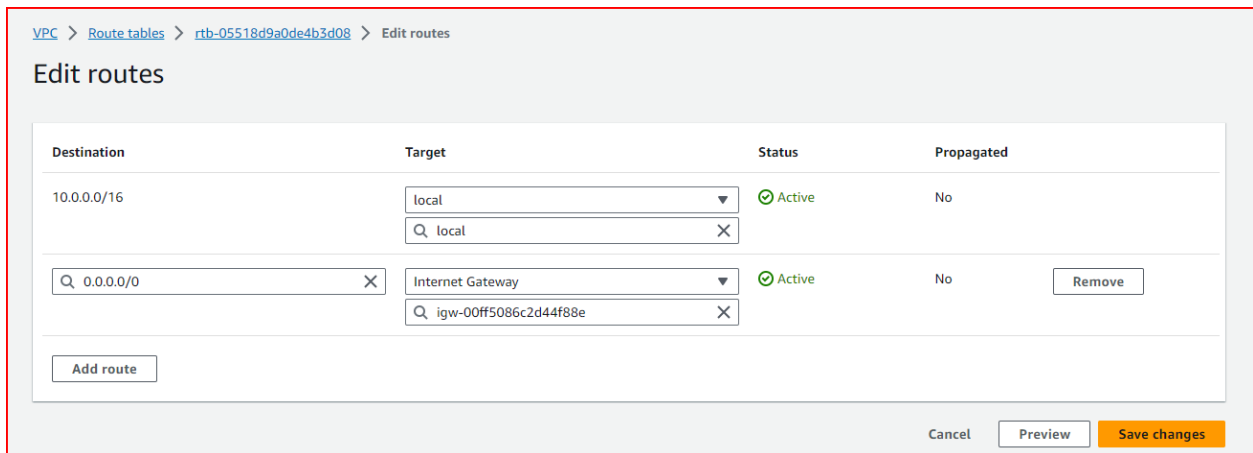 VPC > Route tables > rtb-05518d9a0de4b3d08 > Edit routes
Edit routes
Destination Target Status Propagated
10.0.0.0/16 local Active No
local
0.0.0.0/0 Internet Gateway Active No Remove
igw-00ff5086c2d44f88e
Add route
Cancel Preview Save changes